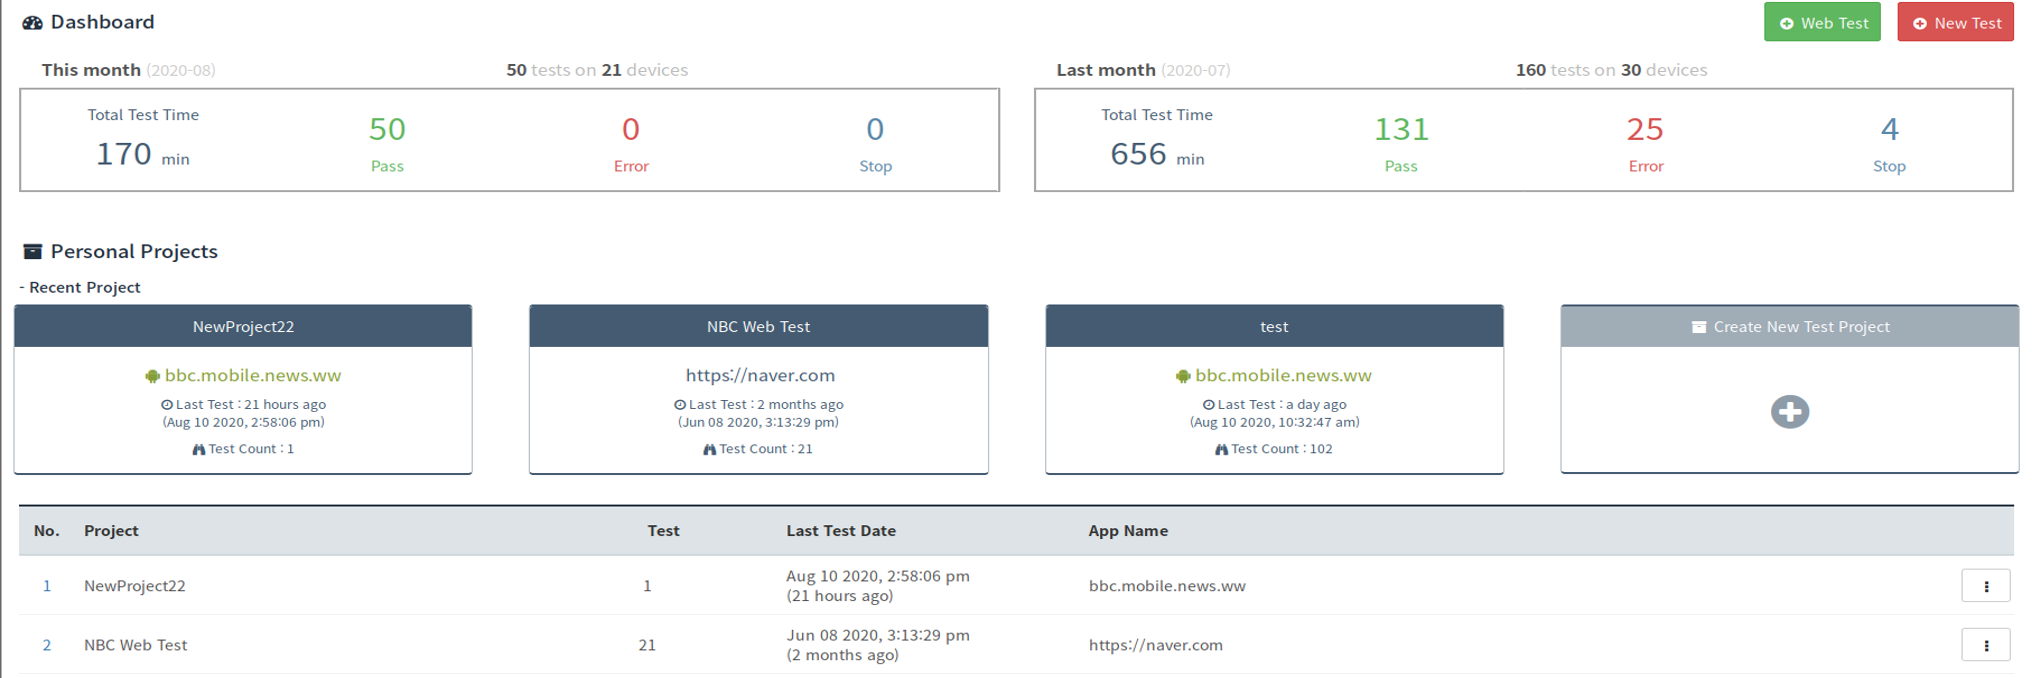 Dashboard
Web Test
New Test
This month (2020-08)
50 tests on 21 devices
Last month (2020-07)
160 tests on 30 devices
Total Test Time
170 min
50
Pass
0
Error
0
Stop
Total Test Time
656 min
131
Pass
25
Error
4
Stop
Personal Projects
- Recent Project
NewProject22
bbc.mobile.news.ww
Last Test : 21 hours ago
(Aug 10 2020, 2:58:06 pm)
Test Count : 1
NBC Web Test
https://naver.com
Last Test : 2 months ago
(Jun 08 2020, 3:13:29 pm)
Test Count : 21
test
bbc.mobile.news.ww
Last Test : a day ago
(Aug 10 2020, 10:32:47 am)
Test Count : 102
Create New Test Project
No. Project Test Last Test Date App Name
1 NewProject22 1 Aug 10 2020, 2:58:06 pm bbc.mobile.news.ww
(21 hours ago)
2 NBC Web Test 21 Jun 08 2020, 3:13:29 pm https://naver.com
(2 months ago)